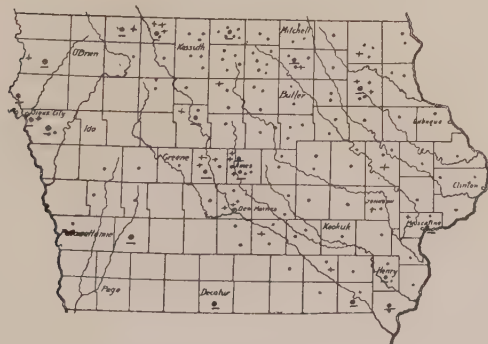 Mitchell
O'Brien
Kossuth
Butler
Sioux City
Dubuque
Ida
Greene
Ames
Clinton
Johnson
Des Moines
Muscatine
Keokuk
Pottawattamie
Henry
Page
Decatur